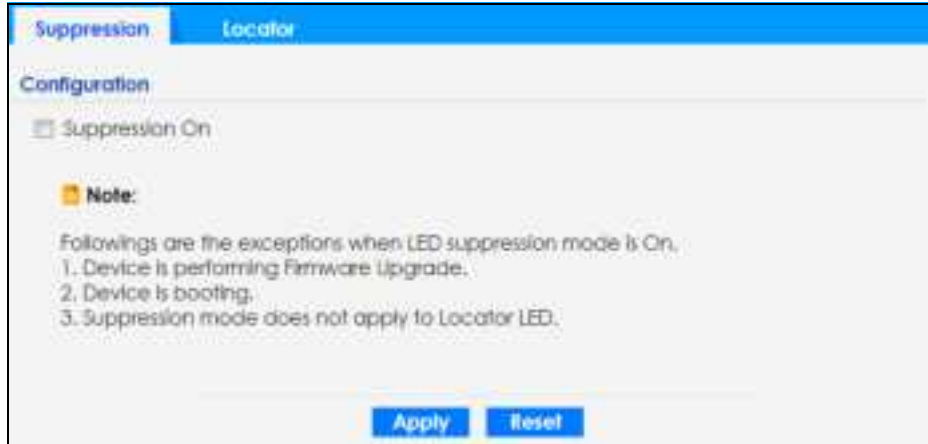 Suppression Locator
Configuration
Suppression On
Note:
Followings are the exceptions when LED suppression mode is On.
1. Device is performing Firmware Upgrade.
2. Device is booting.
3. Suppression mode does not apply to Locator LED.
Apply Reset